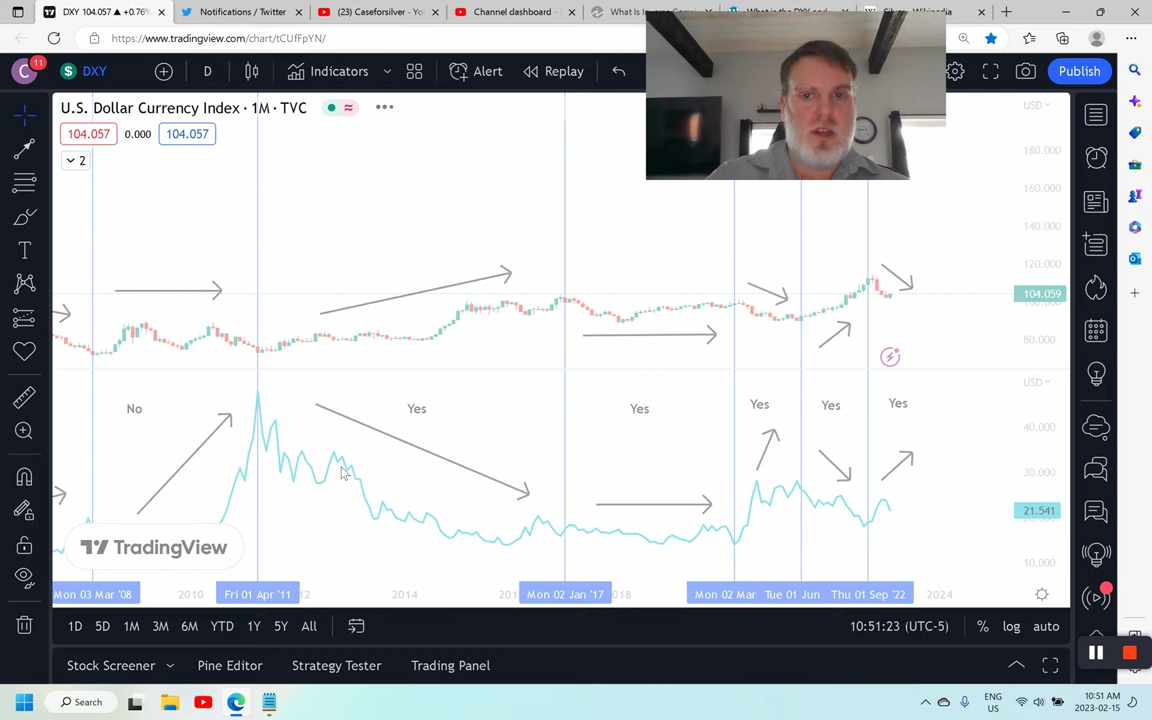 DXY 104.057 ▲ +0.76%
Notifications / Twitter
(23) Caseforsilver - Yo
Channel dashboard -
https://www.tradingview.com/chart/tCUfFpYN/
C 11 DXY D Indicators Alert Replay Publish
U.S. Dollar Currency Index · 1M · TVC
104.057 0.000 104.057
2
USD
180.000
160.000
140.000
120.000
104.059
80.000
USD
No Yes Yes Yes Yes Yes
40.000
30.000
21.541
10.000
TradingView
Mon 03 Mar '08 2010 Fri 01 Apr '11 12 2014 201 Mon 02 Jan '17 018 Mon 02 Mar Tue 01 Jun Thu 01 Sep '22 2024
1D 5D 1M 3M 6M YTD 1Y 5Y All 10:51:23 (UTC-5) % log auto
Stock Screener Pine Editor Strategy Tester Trading Panel
Search ENG US 10:51 AM 2023-02-15